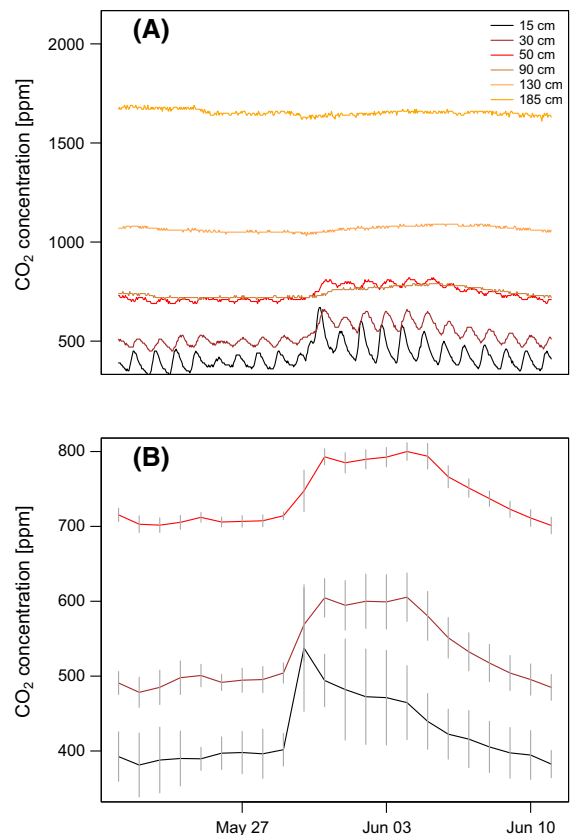 (A)
CO₂ concentration [ppm]
2000
1500
1000
500
15 cm
30 cm
50 cm
90 cm
130 cm
185 cm
(B)
CO₂ concentration [ppm]
800
700
600
500
400
May 27
Jun 03
Jun 10